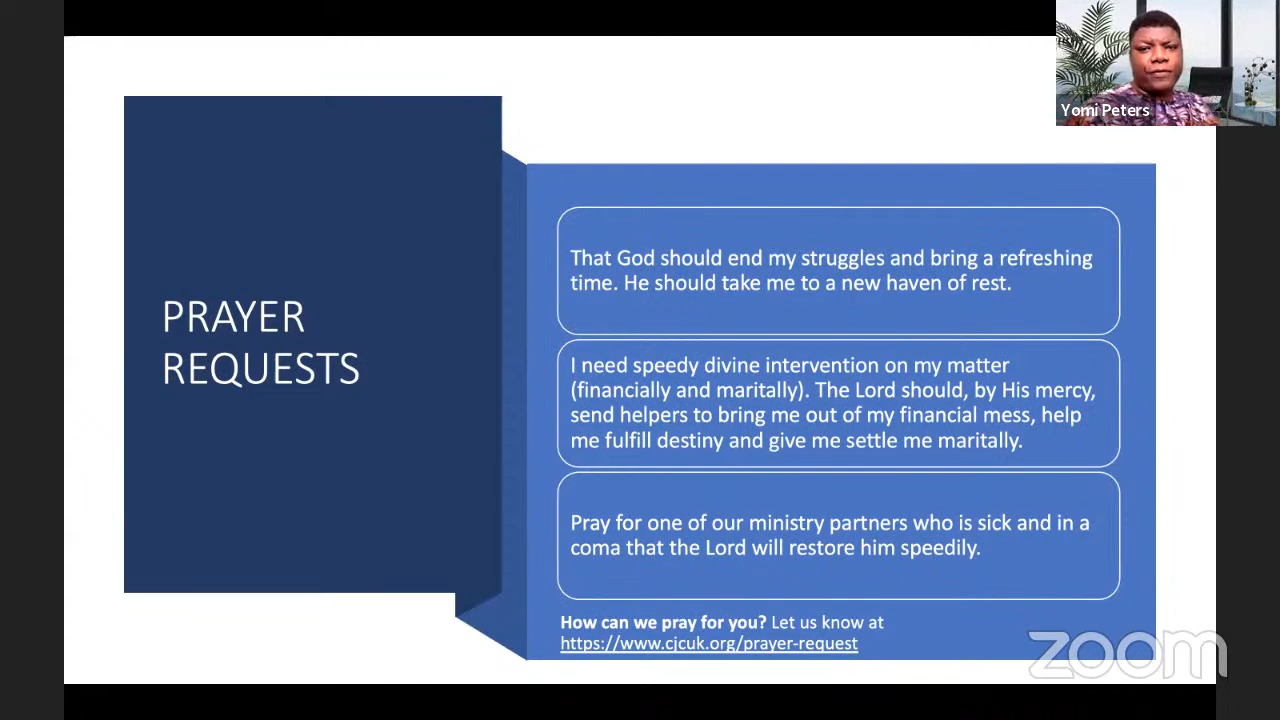 Yomi Peters
PRAYER
REQUESTS
That God should end my struggles and bring a refreshing
time. He should take me to a new haven of rest.
I need speedy divine intervention on my matter
(financially and maritally). The Lord should, by His mercy,
send helpers to bring me out of my financial mess, help
me fulfill destiny and give me settle me maritally.
Pray for one of our ministry partners who is sick and in a
coma that the Lord will restore him speedily.
How can we pray for you? Let us know at
https://www.cjcuk.org/prayer-request
zoom